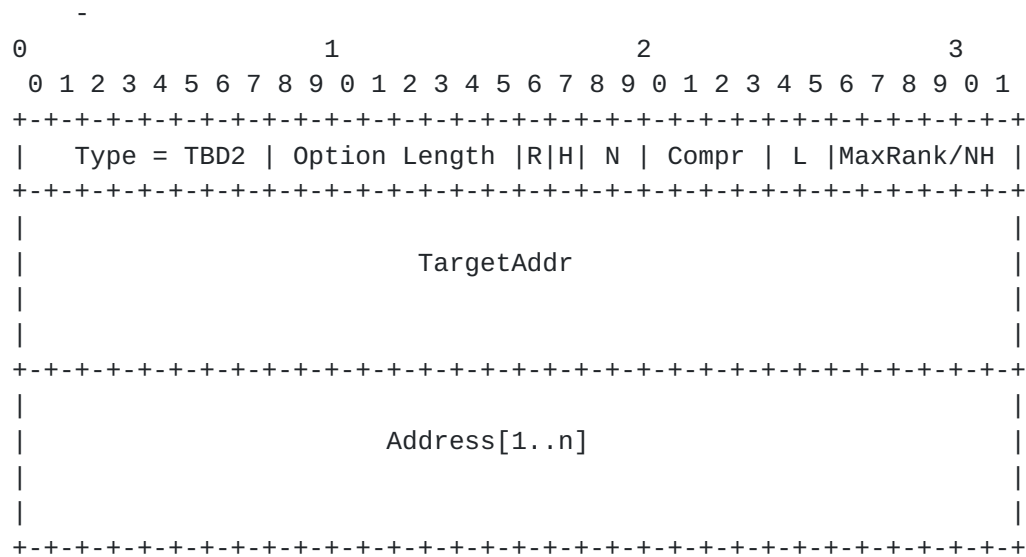 -
0                   1                   2                   3
 0 1 2 3 4 5 6 7 8 9 0 1 2 3 4 5 6 7 8 9 0 1 2 3 4 5 6 7 8 9 0 1
+-+-+-+-+-+-+-+-+-+-+-+-+-+-+-+-+-+-+-+-+-+-+-+-+-+-+-+-+-+-+-+-+
|   Type = TBD2 | Option Length |R|H| N | Compr | L |MaxRank/NH |
+-+-+-+-+-+-+-+-+-+-+-+-+-+-+-+-+-+-+-+-+-+-+-+-+-+-+-+-+-+-+-+-+
|                                                               |
|                         TargetAddr                            |
|                                                               |
|                                                               |
+-+-+-+-+-+-+-+-+-+-+-+-+-+-+-+-+-+-+-+-+-+-+-+-+-+-+-+-+-+-+-+-+
|                                                               |
|                       Address[1..n]                           |
|                                                               |
|                                                               |
+-+-+-+-+-+-+-+-+-+-+-+-+-+-+-+-+-+-+-+-+-+-+-+-+-+-+-+-+-+-+-+-+